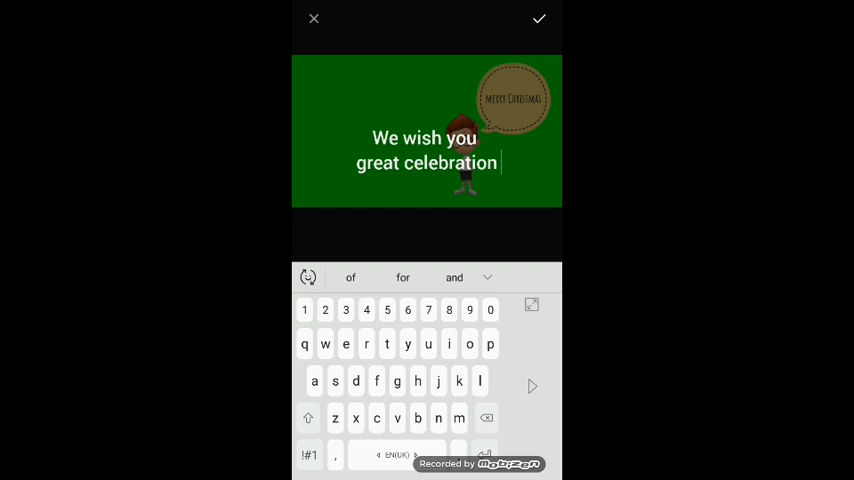 MERRY CHRISTMAS
We wish you
great celebration
of for and
1 2 3 4 5 6 7 8 9 0
q w e r t y u i o p
a s d f g h j k l
z x c v b n m
!#1 , EN(UK) .
Recorded by mobizen